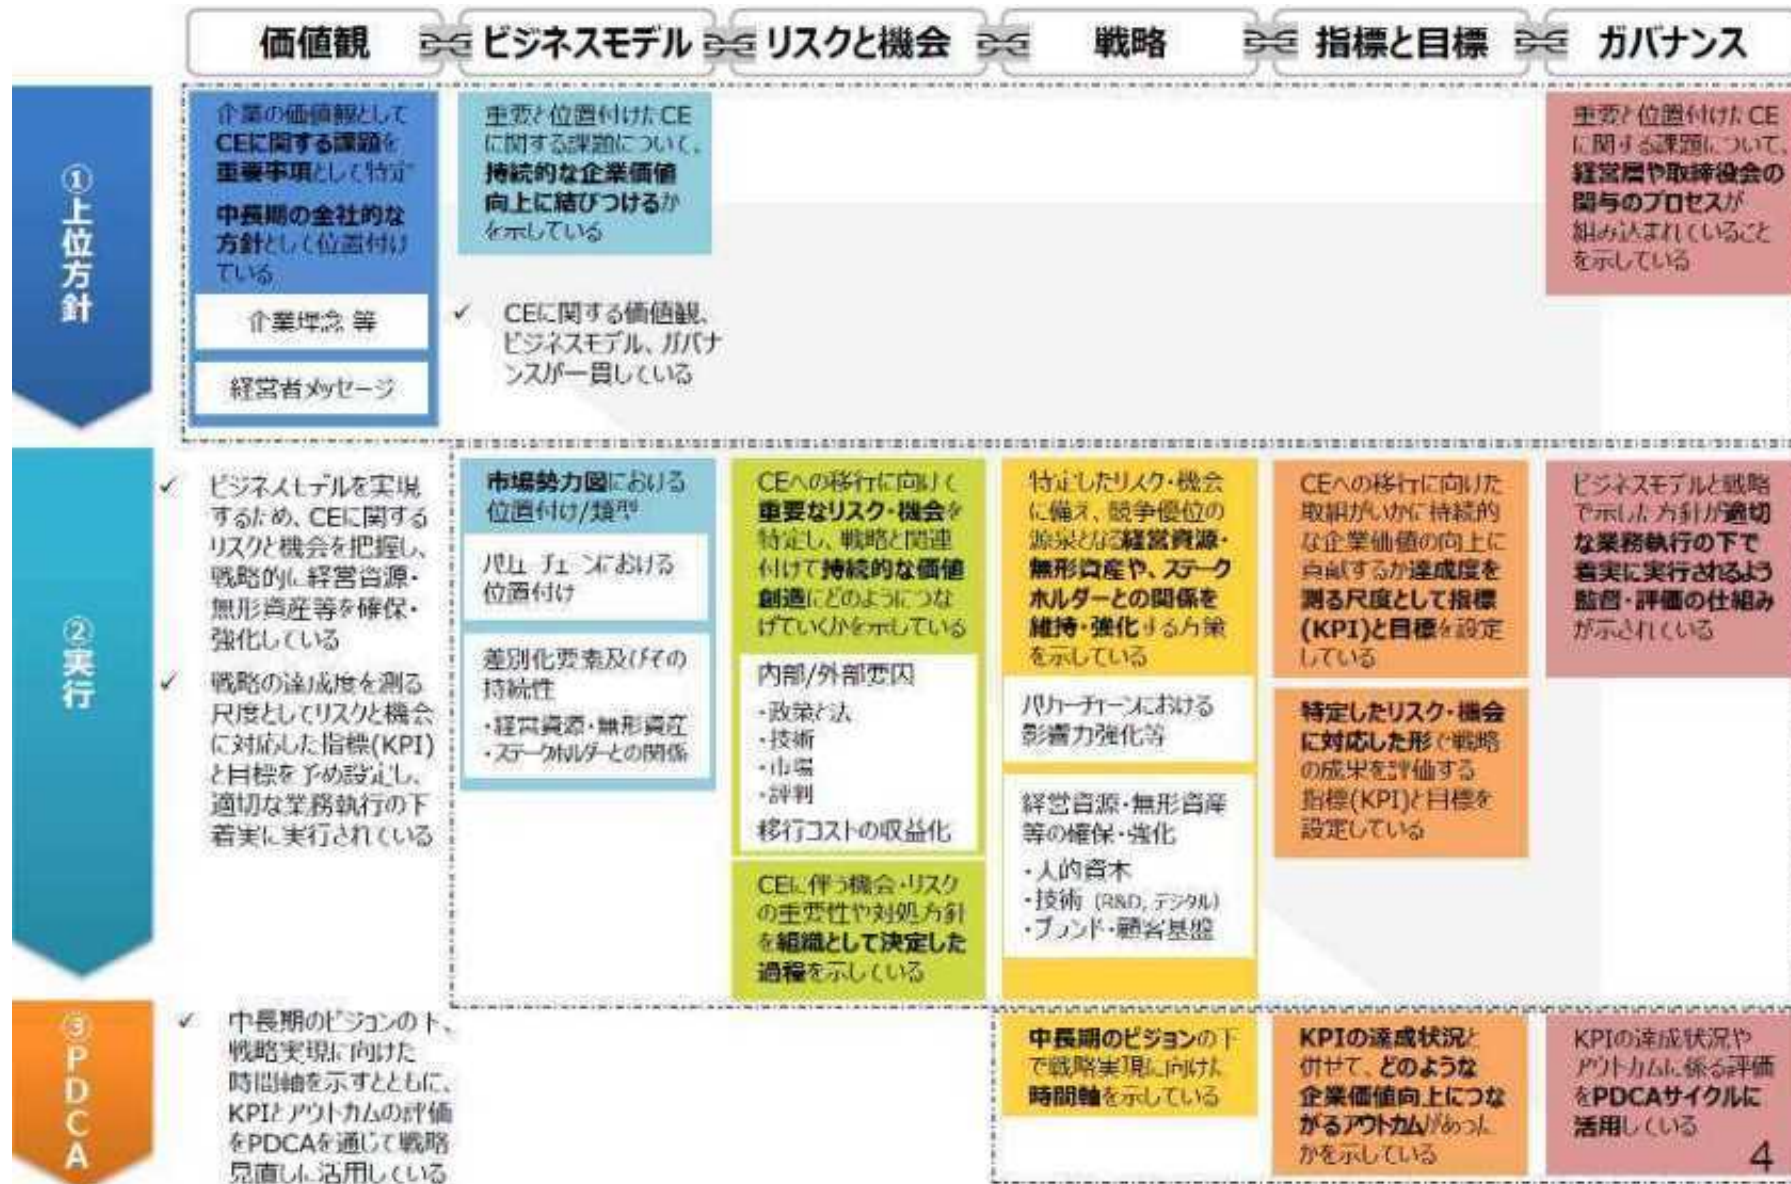 価値観
ビジネスモデル
リスクと機会
戦略
指標と目標
ガバナンス
①上位方針
企業の価値観として
CEに関する課題を
重要事項として特定
中長期の全社的な
方針として位置付け
ている
企業理念 等
経営者メッセージ
重要と位置付けたCE
に関する課題について、
持続的な企業価値
向上に結びつけるか
を示している
✓ CEに関する価値観、
ビジネスモデル、ガバナ
ンスが一貫している
重要と位置付けたCE
に関する課題について、
経営層や取締役会の
関与のプロセスが
組み込まれていること
を示している
②実行
✓ ビジネスモデルを実現
するため、CEに関する
リスクと機会を把握し、
戦略的に経営資源・
無形資産等を確保・
強化している
✓ 戦略の達成度を測る
尺度としてリスクと機会
に対応した指標(KPI)
と目標を予め設定し、
適切な業務執行の下
着実に実行されている
市場勢力図における
位置付け/類型
バリューチェーンにおける
位置付け
差別化要素及びその
持続性
・経営資源・無形資産
・ステークホルダーとの関係
CEへの移行に向けて
重要なリスク・機会を
特定し、戦略と関連
付けて持続的な価値
創造にどのようにつな
げていくかを示している
内部/外部要因
・政策と法
・技術
・市場
・評判
移行コストの収益化
CEに伴う機会・リスク
の重要性や対処方針
を組織として決定した
過程を示している
特定したリスク・機会
に備え、競争優位の
源泉となる経営資源・
無形資産や、ステーク
ホルダーとの関係を
維持・強化する方策
を示している
バリューチェーンにおける
影響力強化等
経営資源・無形資産
等の確保・強化
・人的資本
・技術 (R&D, デジタル)
・ブランド・顧客基盤
CEへの移行に向けた
取組がいかに持続的
な企業価値の向上に
貢献するか達成度を
測る尺度として指標
(KPI)と目標を設定
している
特定したリスク・機会
に対応した形で戦略
の成果を評価する
指標(KPI)と目標を
設定している
ビジネスモデルと戦略
で示した方針が適切
な業務執行の下で
着実に実行されるよう
監督・評価の仕組み
が示されている
③PDCA
✓ 中長期のビジョンの下、
戦略実現に向けた
時間軸を示すとともに、
KPIとアウトカムの評価
をPDCAを通じて戦略
見直しに活用している
中長期のビジョンの下
で戦略実現に向けた
時間軸を示している
KPIの達成状況と
併せて、どのような
企業価値向上につな
がるアウトカムがあった
かを示している
KPIの達成状況や
アウトカムに係る評価
をPDCAサイクルに
活用している
4